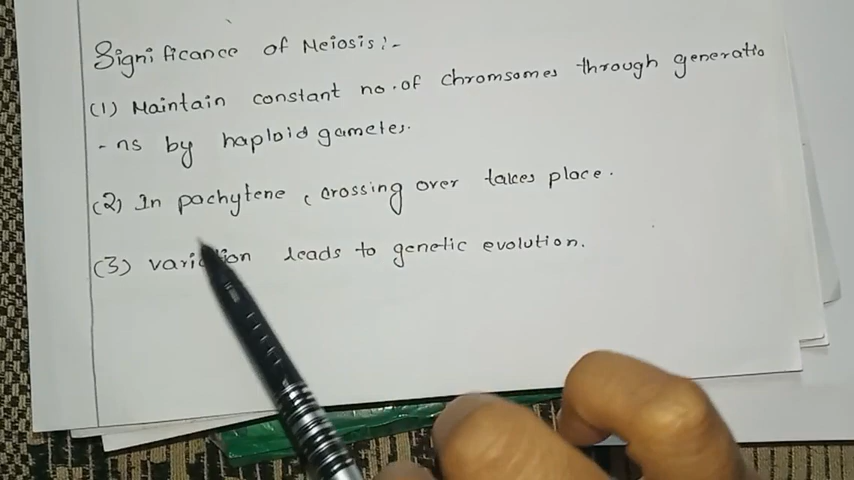 Significance of Meiosis:-
(1) Maintain constant no. of chromsomes through generatio
- ns by haploid gametes.
(2) In pachytene, crossing over takes place.
(3) variation leads to genetic evolution.